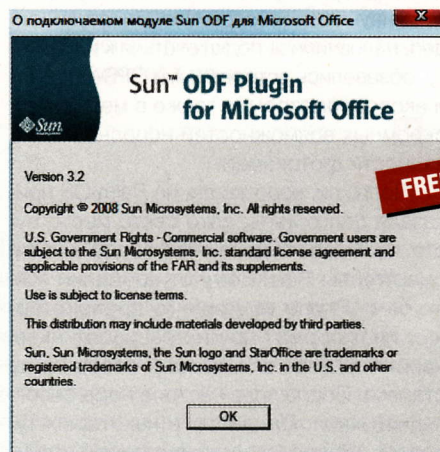 О подключаемом модуле Sun ODF для Microsoft Office
Sun™ ODF Plugin
for Microsoft Office
Sun
microsystems
Version 3.2
FREE
Copyright © 2008 Sun Microsystems, Inc. All rights reserved.
U.S. Government Rights - Commercial software. Government users are
subject to the Sun Microsystems, Inc. standard license agreement and
applicable provisions of the FAR and its supplements.
Use is subject to license terms.
This distribution may include materials developed by third parties.
Sun, Sun Microsystems, the Sun logo and StarOffice are trademarks or
registered trademarks of Sun Microsystems, Inc. in the U.S. and other
countries.
OK